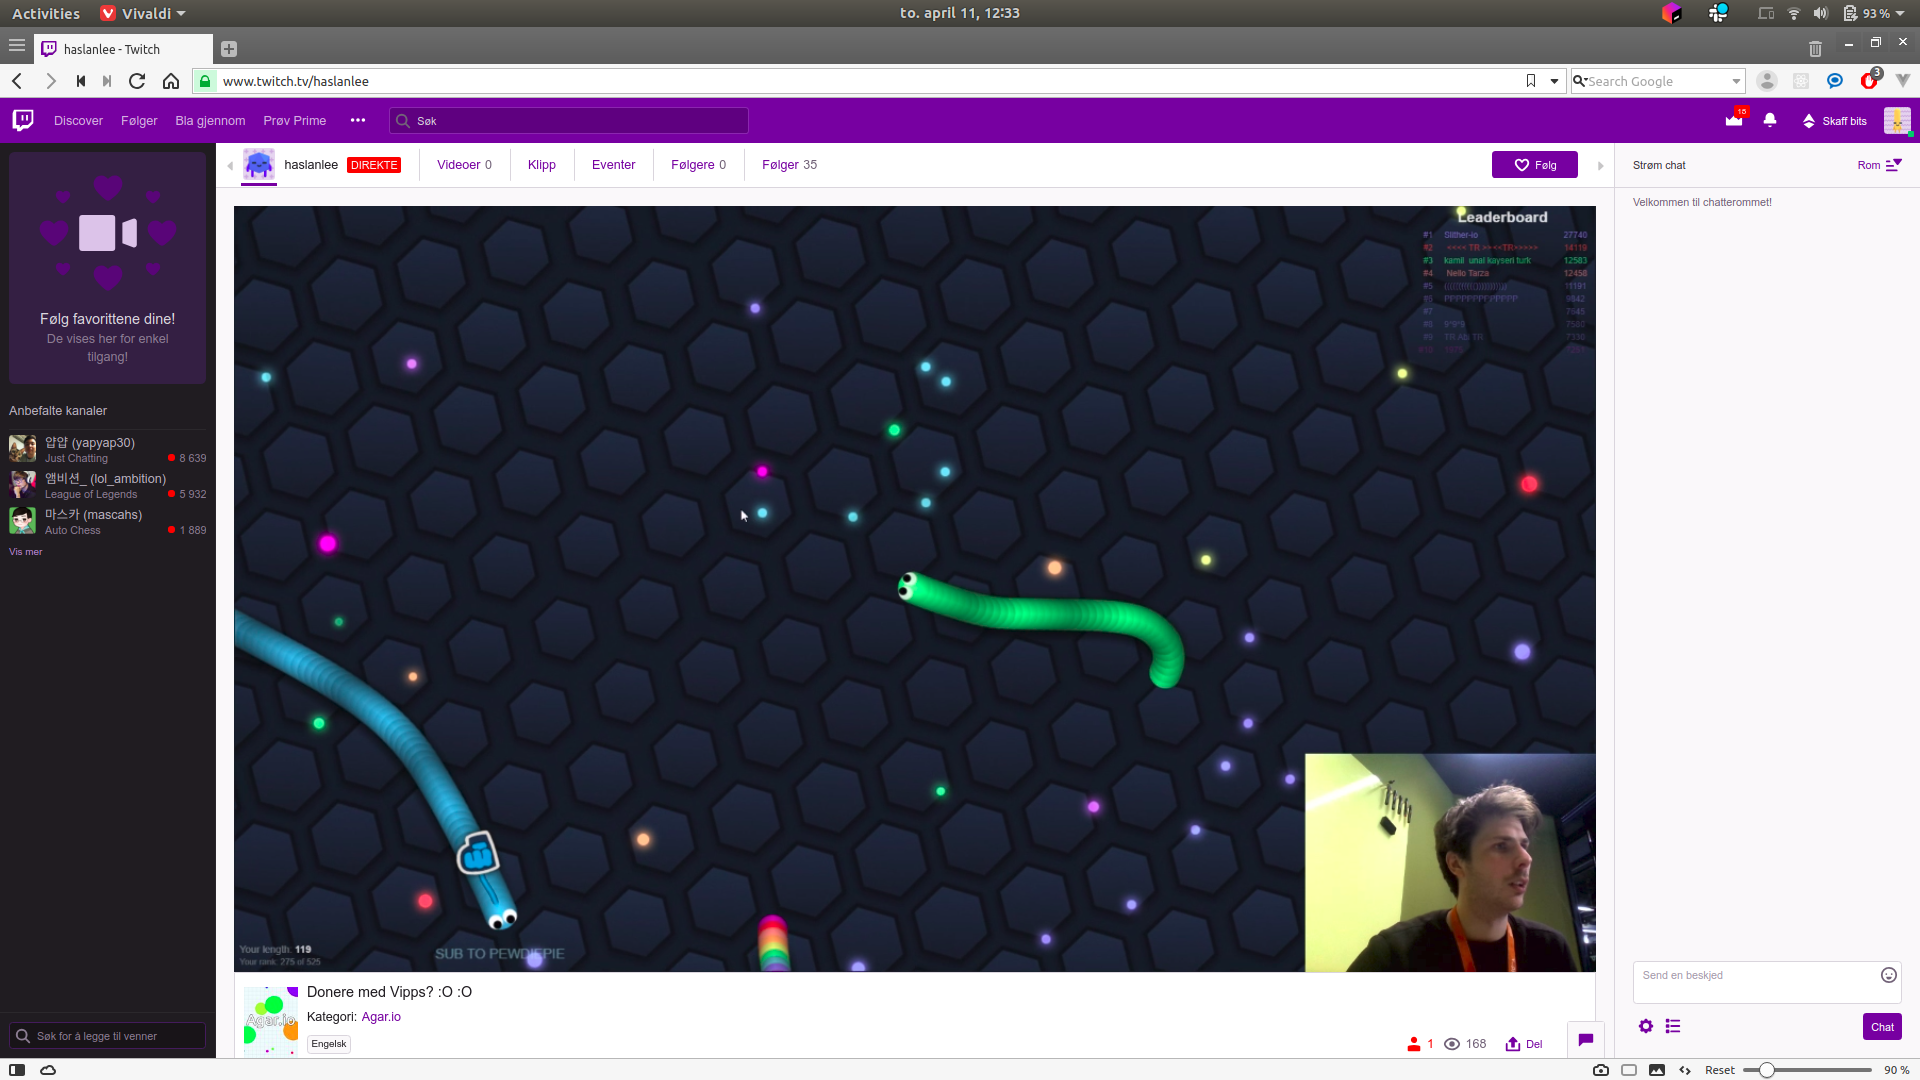 Activities
Vivaldi
to. april 11, 12:33
93 %
haslanlee - Twitch
www.twitch.tv/haslanlee
Search Google
3
Discover
Følger
Bla gjennom
Prøv Prime
Søk
15
Skaff bits
haslanlee
DIREKTE
Videoer 0
Klipp
Eventer
Følgere 0
Følger 35
Følg
Strøm chat
Rom
Velkommen til chatterommet!
Følg favorittene dine!
De vises her for enkel
tilgang!
Anbefalte kanaler
얍얍 (yapyap30)
Just Chatting
8 639
앰비션_ (lol_ambition)
League of Legends
5 932
마스카 (mascahs)
Auto Chess
1 889
Vis mer
Leaderboard
#1 Slither-io 27740
#2 <<<< TR >><<TR>>>>> 14119
#3 kamil unal kayseri turk 12583
#4 Nello Tarza 12458
#5 11191
#6 9842
#7 7645
#8 9*9*9 7580
#9 TR AB TR 7330
Your length: 119
Your rank: 275 of 525
SUB TO PEWDIEPIE
Agar.io
Donere med Vipps? :O :O
Kategori: Agar.io
Engelsk
1
168
Del
Send en beskjed
Chat
Søk for å legge til venner
Reset
90 %